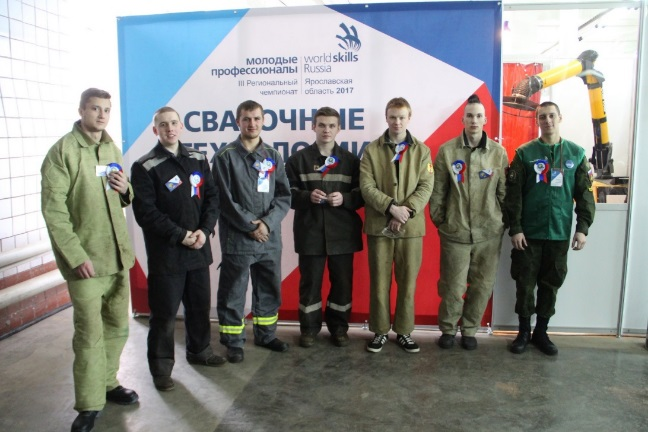 молодые
профессионалы
III Региональный
чемпионат
worldskills
Russia
Ярославская
область 2017
СВАРОЧНЫЕ